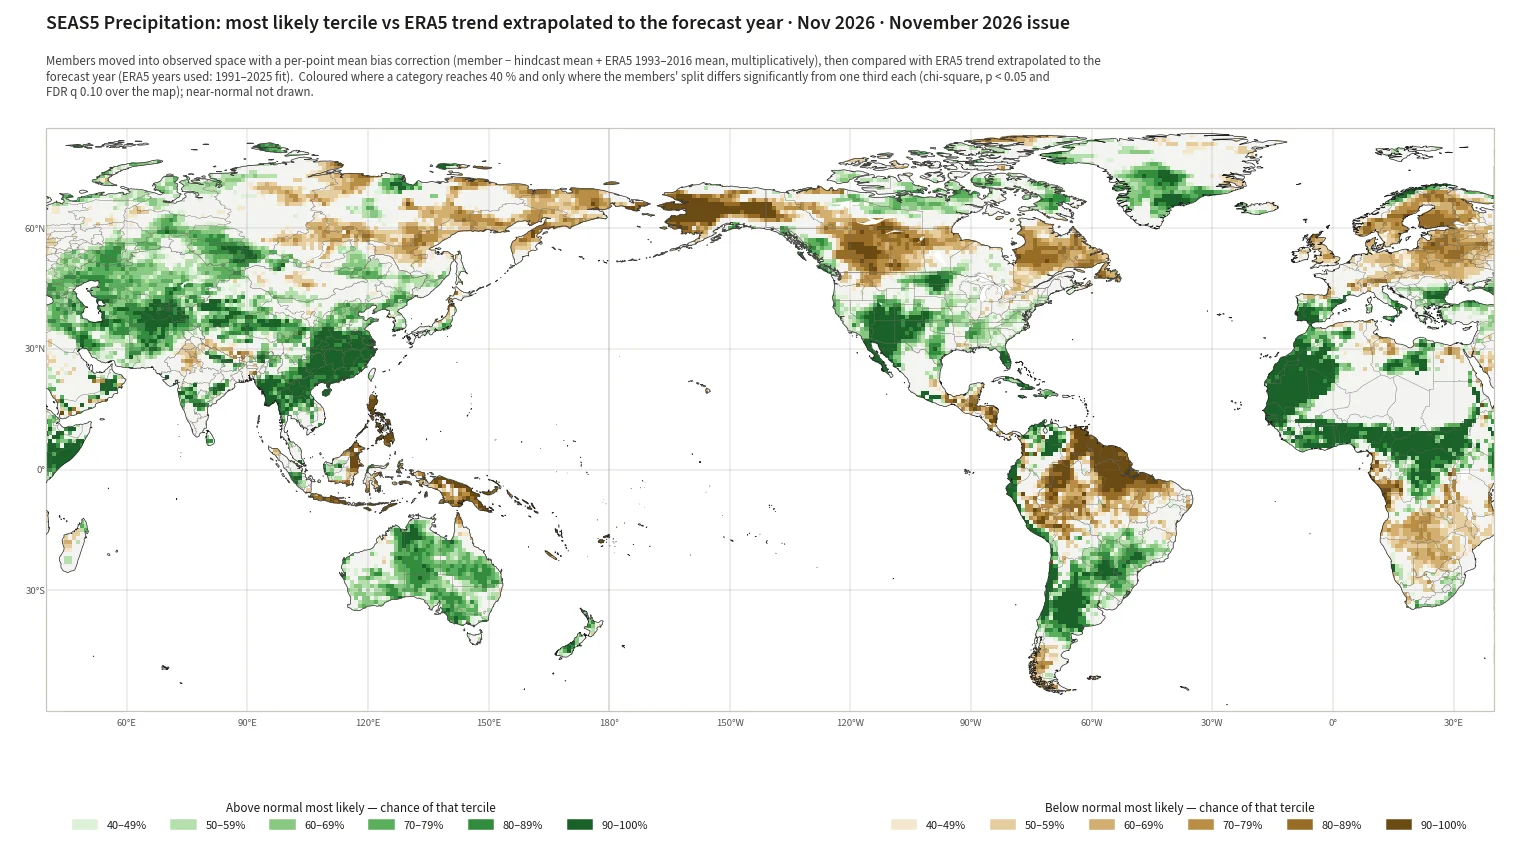 SEAS5 Precipitation: most likely tercile vs ERA5 trend extrapolated to the forecast year · Nov 2026 · November 2026 issue
Members moved into observed space with a per-point mean bias correction (member − hindcast mean + ERA5 1993–2016 mean, multiplicatively), then compared with ERA5 trend extrapolated to the
forecast year (ERA5 years used: 1991–2025 fit). Coloured where a category reaches 40 % and only where the members' split differs significantly from one third each (chi-square, p < 0.05 and
FDR q 0.10 over the map); near-normal not drawn.
60°N
30°N
0°
30°S
60°E 90°E 120°E 150°E 180° 150°W 120°W 90°W 60°W 30°W 0° 30°E
Above normal most likely — chance of that tercile
40–49% 50–59% 60–69% 70–79% 80–89% 90–100%
Below normal most likely — chance of that tercile
40–49% 50–59% 60–69% 70–79% 80–89% 90–100%